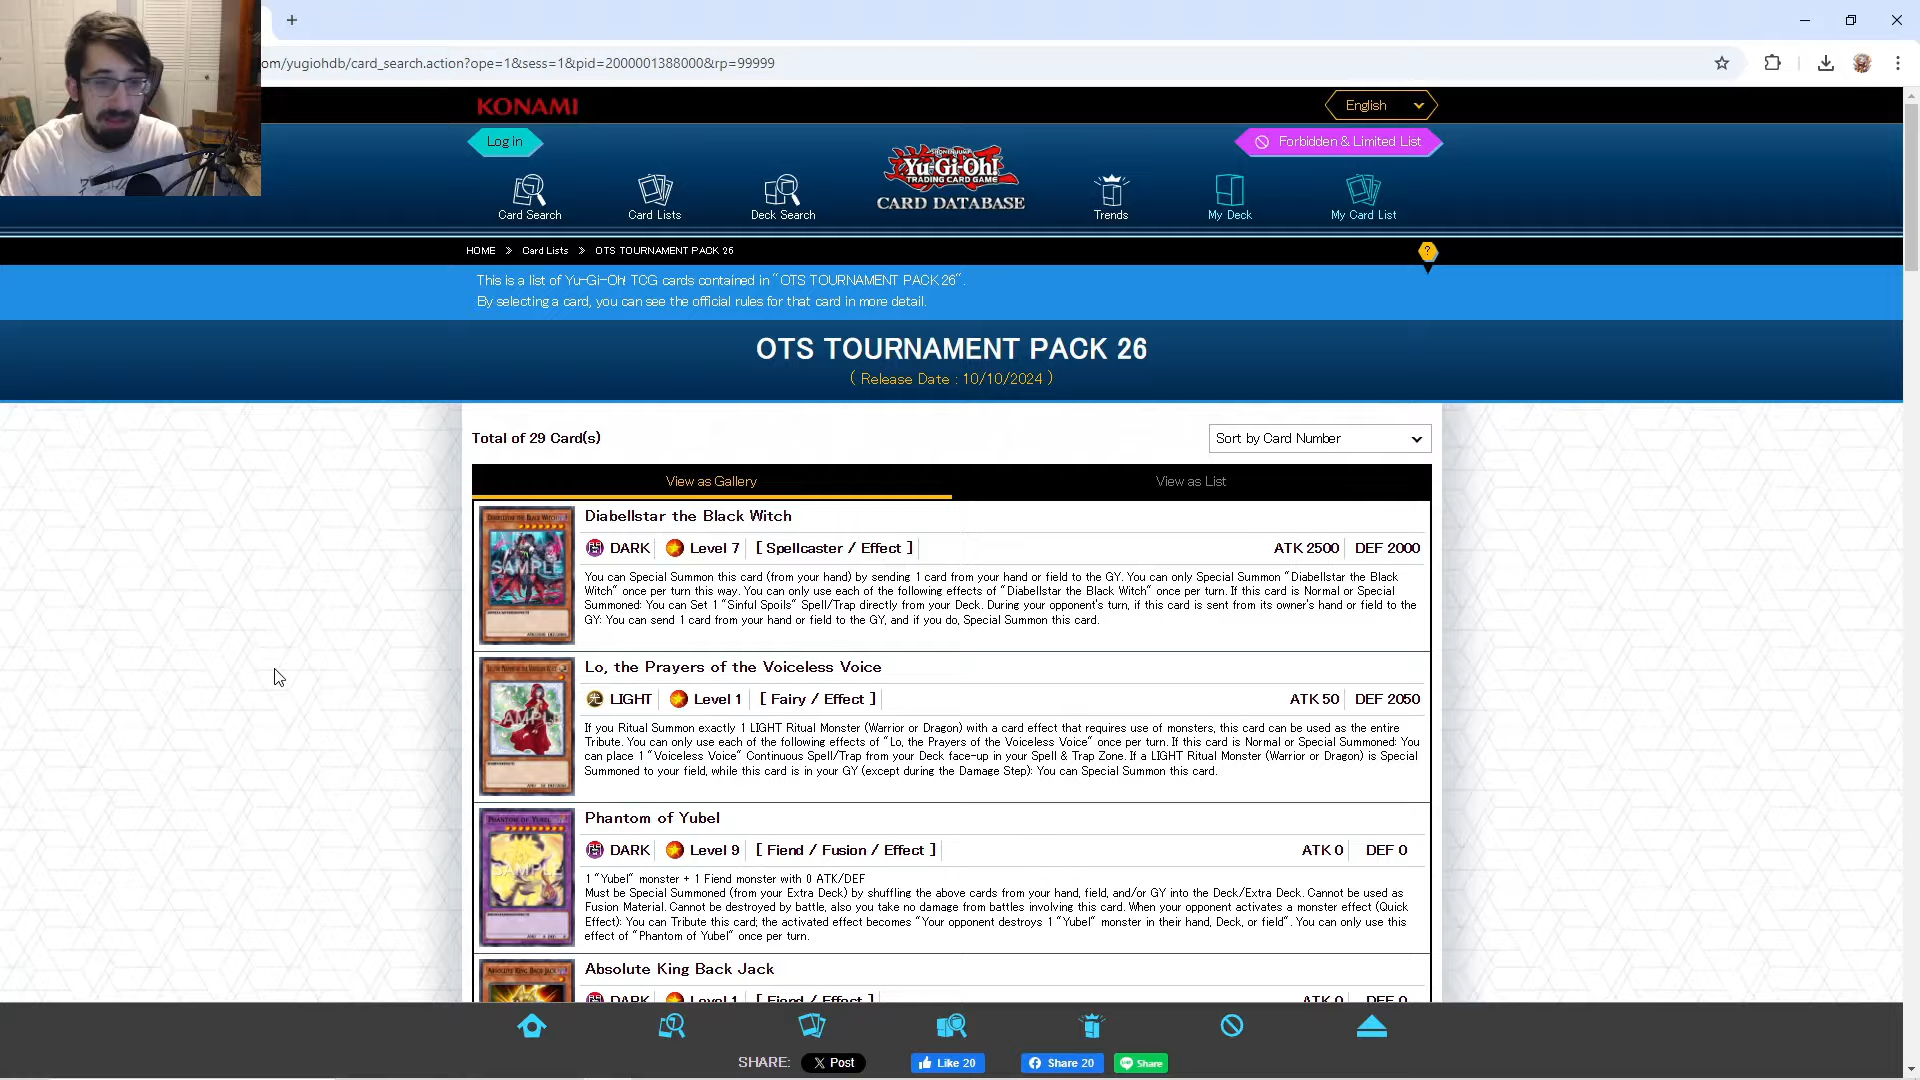 om/yugiohdb/card_search.action?ope=1&sess=1&pid=2000001388000&rp=99999
KONAMI
English
Log in
Forbidden & Limited List
Card Search
Card Lists
Deck Search
SHONEN JUMP
Yu-Gi-Oh!
TRADING CARD GAME
CARD DATABASE
Trends
My Deck
My Card List
HOME » Card Lists » OTS TOURNAMENT PACK 26
?
This is a list of Yu-Gi-Oh! TCG cards contained in "OTS TOURNAMENT PACK 26".
By selecting a card, you can see the official rules for that card in more detail.
OTS TOURNAMENT PACK 26
( Release Date : 10/10/2024 )
Total of 29 Card(s)
Sort by Card Number
View as Gallery
View as List
Diabellstar the Black Witch
DARK Level 7 [ Spellcaster / Effect ] ATK 2500 DEF 2000
SAMPLE
You can Special Summon this card (from your hand) by sending 1 card from your hand or field to the GY. You can only Special Summon "Diabellstar the Black
Witch" once per turn this way. You can only use each of the following effects of "Diabellstar the Black Witch" once per turn. If this card is Normal or Special
Summoned: You can Set 1 "Sinful Spoils" Spell/Trap directly from your Deck. During your opponent's turn, if this card is sent from its owner's hand or field to the
GY: You can send 1 card from your hand or field to the GY, and if you do, Special Summon this card.
Lo, the Prayers of the Voiceless Voice
LIGHT Level 1 [ Fairy / Effect ] ATK 50 DEF 2050
SAMPLE
If you Ritual Summon exactly 1 LIGHT Ritual Monster (Warrior or Dragon) with a card effect that requires use of monsters, this card can be used as the entire
Tribute. You can only use each of the following effects of "Lo, the Prayers of the Voiceless Voice" once per turn. If this card is Normal or Special Summoned: You
can place 1 "Voiceless Voice" Continuous Spell/Trap from your Deck face-up in your Spell & Trap Zone. If a LIGHT Ritual Monster (Warrior or Dragon) is Special
Summoned to your field, while this card is in your GY (except during the Damage Step): You can Special Summon this card.
Phantom of Yubel
DARK Level 9 [ Fiend / Fusion / Effect ] ATK 0 DEF 0
SAMPLE
1 "Yubel" monster + 1 Fiend monster with 0 ATK/DEF
Must be Special Summoned (from your Extra Deck) by shuffling the above cards from your hand, field, and/or GY into the Deck/Extra Deck. Cannot be used as
Fusion Material. Cannot be destroyed by battle, also you take no damage from battles involving this card. When your opponent activates a monster effect (Quick
Effect): You can Tribute this card; the activated effect becomes "Your opponent destroys 1 "Yubel" monster in their hand, Deck, or field". You can only use this
effect of "Phantom of Yubel" once per turn.
Absolute King Back Jack
DARK Level 1 [ Fiend / Effect ] ATK 0 DEF 0
SHARE:
X Post
Like 20
Share 20
Share